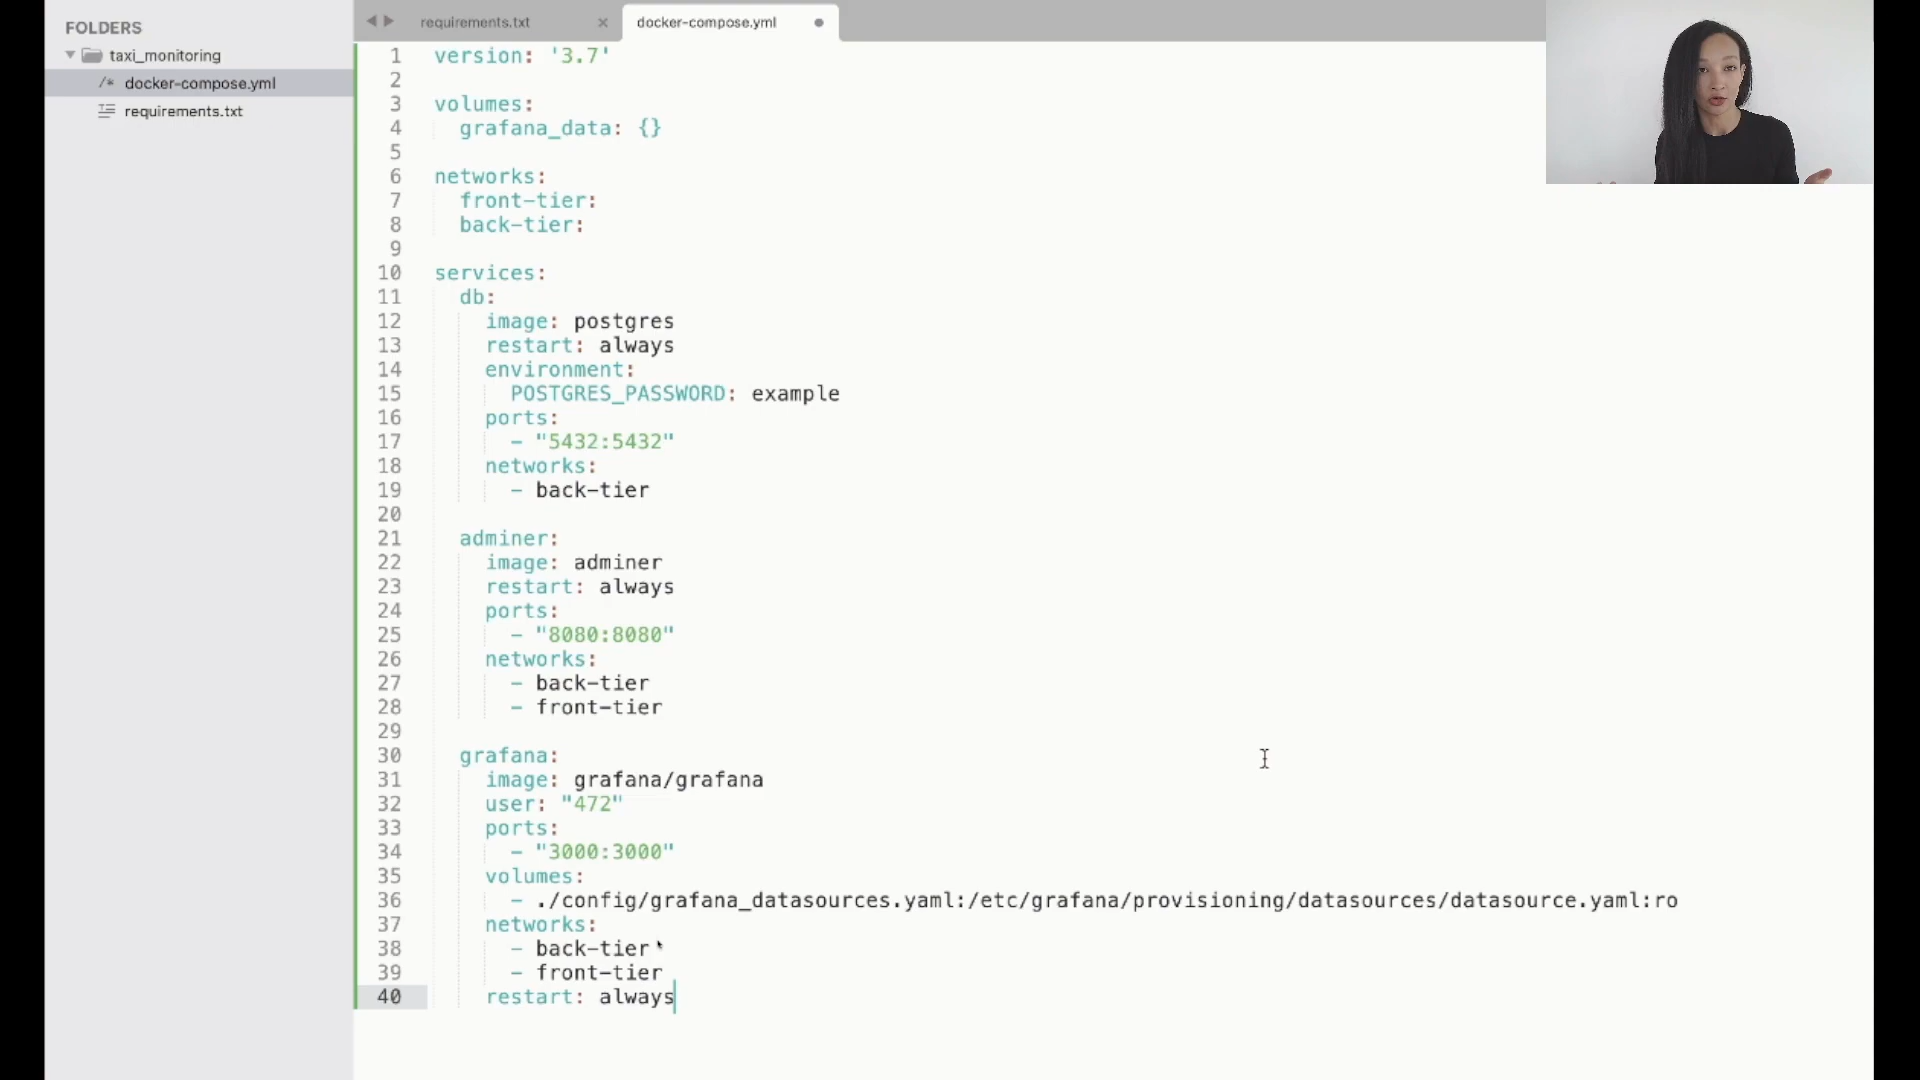 FOLDERS
taxi_monitoring
/* docker-compose.yml
requirements.txt
requirements.txt ×
docker-compose.yml
1 version: '3.7'
2
3 volumes:
4 grafana_data: {}
5
6 networks:
7 front-tier:
8 back-tier:
9
10 services:
11 db:
12 image: postgres
13 restart: always
14 environment:
15 POSTGRES_PASSWORD: example
16 ports:
17 - "5432:5432"
18 networks:
19 - back-tier
20
21 adminer:
22 image: adminer
23 restart: always
24 ports:
25 - "8080:8080"
26 networks:
27 - back-tier
28 - front-tier
29
30 grafana:
31 image: grafana/grafana
32 user: "472"
33 ports:
34 - "3000:3000"
35 volumes:
36 - ./config/grafana_datasources.yaml:/etc/grafana/provisioning/datasources/datasource.yaml:ro
37 networks:
38 - back-tier
39 - front-tier
40 restart: always